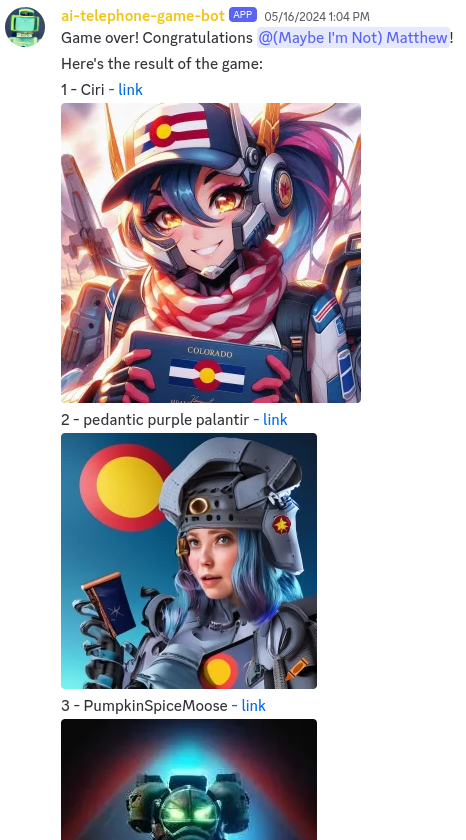 ai-telephone-game-bot APP 05/16/2024 1:04 PM
Game over! Congratulations @(Maybe I'm Not) Matthew!
Here's the result of the game:
1 - Ciri - link
COLORADO
2 - pedantic purple palantir - link
3 - PumpkinSpiceMoose - link